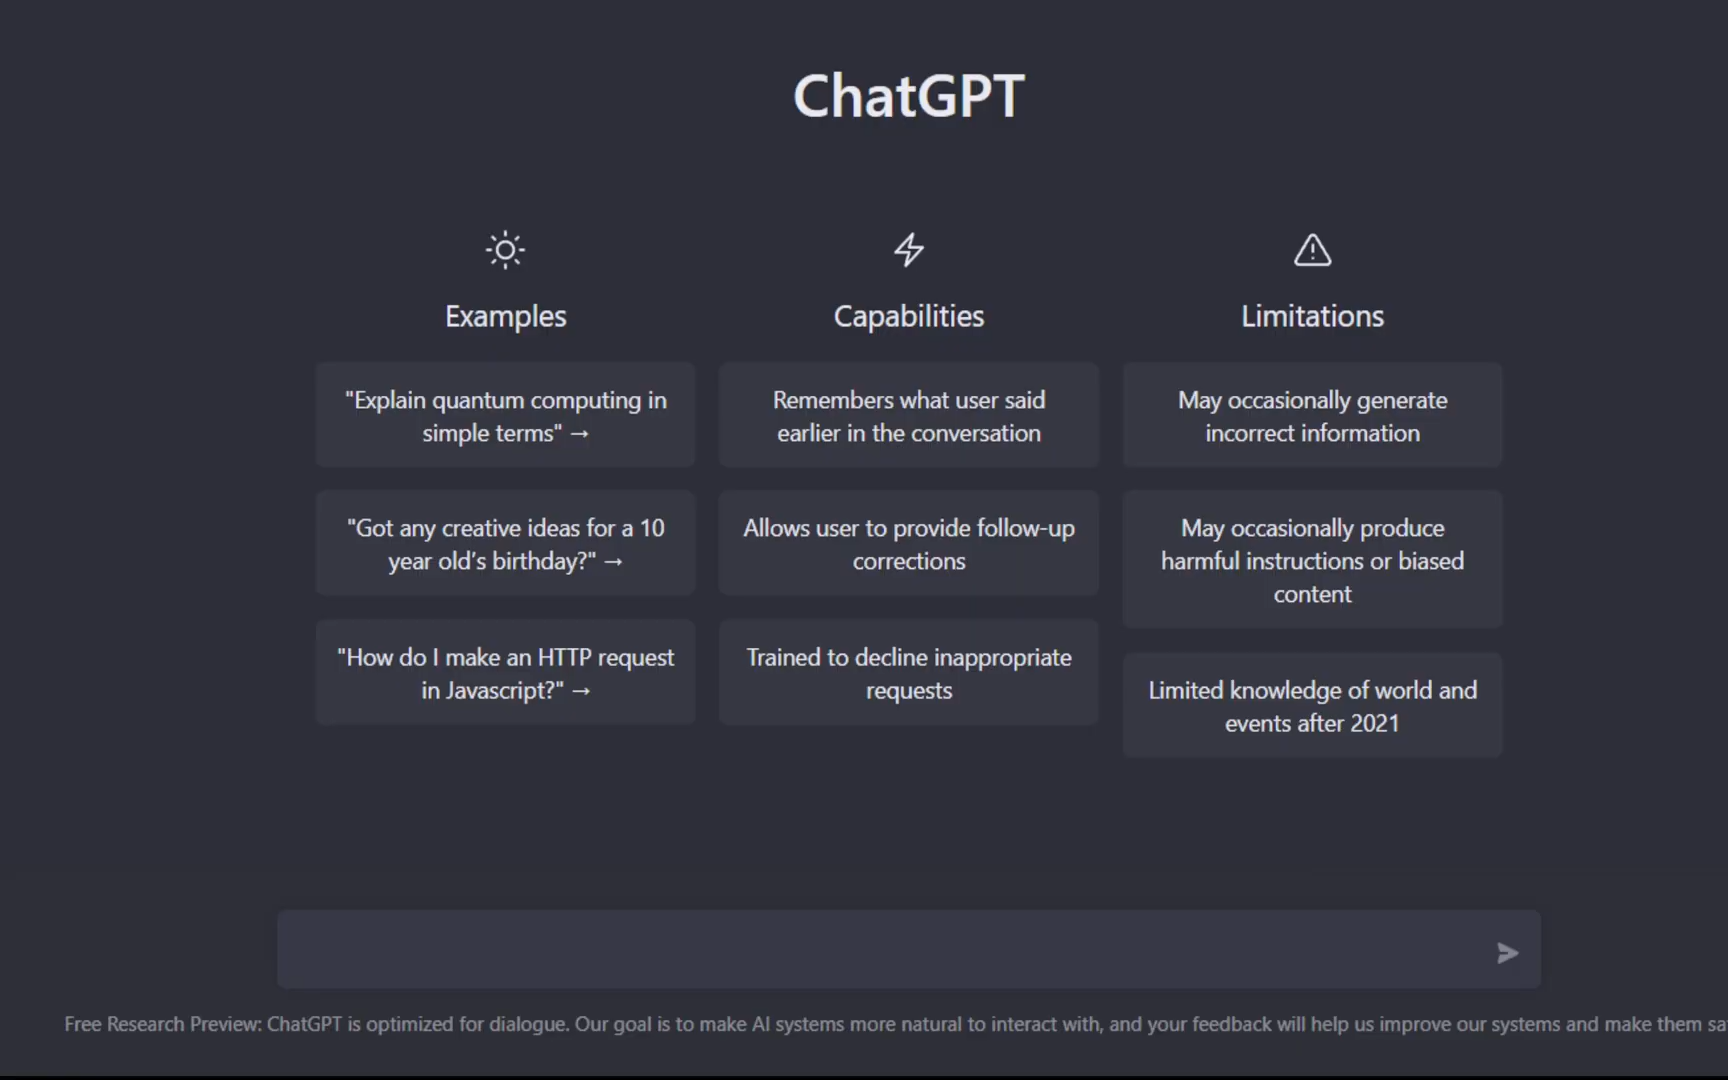 ChatGPT
Examples
"Explain quantum computing in
simple terms" →
"Got any creative ideas for a 10
year old's birthday?" →
"How do I make an HTTP request
in Javascript?" →
Capabilities
Remembers what user said
earlier in the conversation
Allows user to provide follow-up
corrections
Trained to decline inappropriate
requests
Limitations
May occasionally generate
incorrect information
May occasionally produce
harmful instructions or biased
content
Limited knowledge of world and
events after 2021
Free Research Preview: ChatGPT is optimized for dialogue. Our goal is to make AI systems more natural to interact with, and your feedback will help us improve our systems and make them